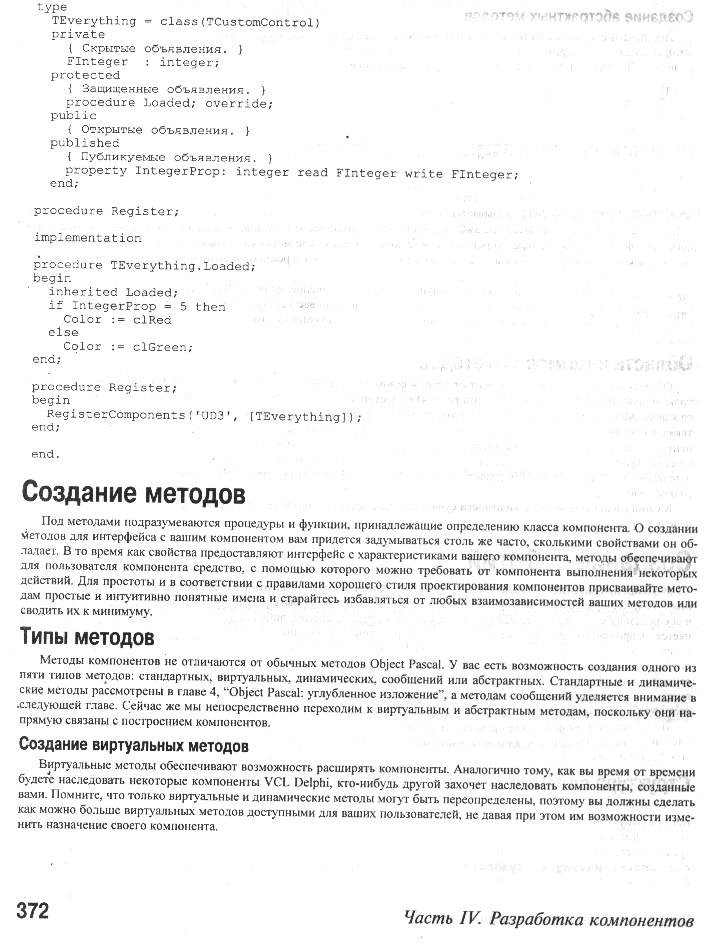 type
TEverything = class(TCustomControl)
private
{ Скрытые объявления. }
FInteger : integer;
protected
{ Защищенные объявления. }
procedure Loaded; override;
public
{ Открытые объявления. }
published
{ Публикуемые объявления. }
property IntegerProp: integer read FInteger write FInteger;
end;
procedure Register;
implementation
procedure TEverything.Loaded;
begin
inherited Loaded;
if IntegerProp = 5 then
Color := clRed
else
Color := clGreen;
end;
procedure Register;
begin
RegisterComponents('UD3', [TEverything]);
end;
end.
Создание методов
Под методами подразумеваются процедуры и функции, принадлежащие определению класса компонента. О создании
методов для интерфейса с вашим компонентом вам придется задумываться столь же часто, сколькими свойствами он об-
ладает. В то время как свойства предоставляют интерфейс с характеристиками вашего компонента, методы обеспечивают
для пользователя компонента средство, с помощью которого можно требовать от компонента выполнения некоторых
действий. Для простоты и в соответствии с правилами хорошего стиля проектирования компонентов присваивайте мето-
дам простые и интуитивно понятные имена и старайтесь избавляться от любых взаимозависимостей ваших методов или
сводить их к минимуму.
Типы методов
Методы компонентов не отличаются от обычных методов Object Pascal. У вас есть возможность создания одного из
пяти типов методов: стандартных, виртуальных, динамических, сообщений или абстрактных. Стандартные и динамиче-
ские методы рассмотрены в главе 4, “Object Pascal: углубленное изложение”, а методам сообщений уделяется внимание в
следующей главе. Сейчас же мы непосредственно переходим к виртуальным и абстрактным методам, поскольку они на-
прямую связаны с построением компонентов.
Создание виртуальных методов
Виртуальные методы обеспечивают возможность расширять компоненты. Аналогично тому, как вы время от времени
будете наследовать некоторые компоненты VCL Delphi, кто-нибудь другой захочет наследовать компоненты, созданные
вами. Помните, что только виртуальные и динамические методы могут быть переопределены, поэтому вы должны сделать
как можно больше виртуальных методов доступными для ваших пользователей, не давая при этом им возможности изме-
нить назначение своего компонента.
372
Часть IV. Разработка компонентов